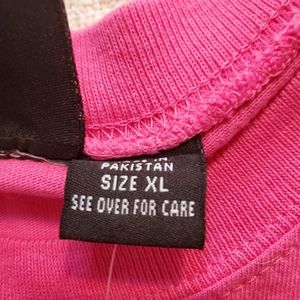 PAKISTAN
SIZE XL
SEE OVER FOR CARE